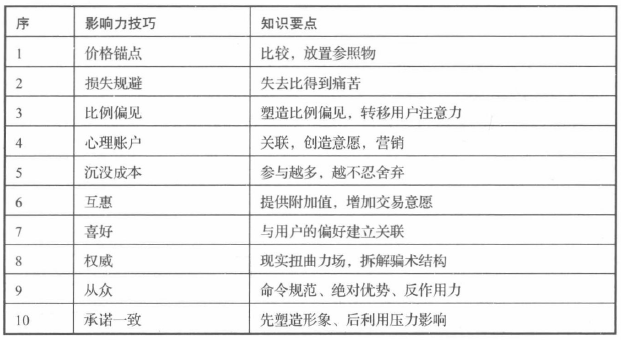 序 影响力技巧 知识要点
1 价格锚点 比较，放置参照物
2 损失规避 失去比得到痛苦
3 比例偏见 塑造比例偏见，转移用户注意力
4 心理账户 关联，创造意愿，营销
5 沉没成本 参与越多，越不忍舍弃
6 互惠 提供附加值，增加交易意愿
7 喜好 与用户的偏好建立关联
8 权威 现实扭曲力场，拆解骗术结构
9 从众 命令规范、绝对优势、反作用力
10 承诺一致 先塑造形象、后利用压力影响